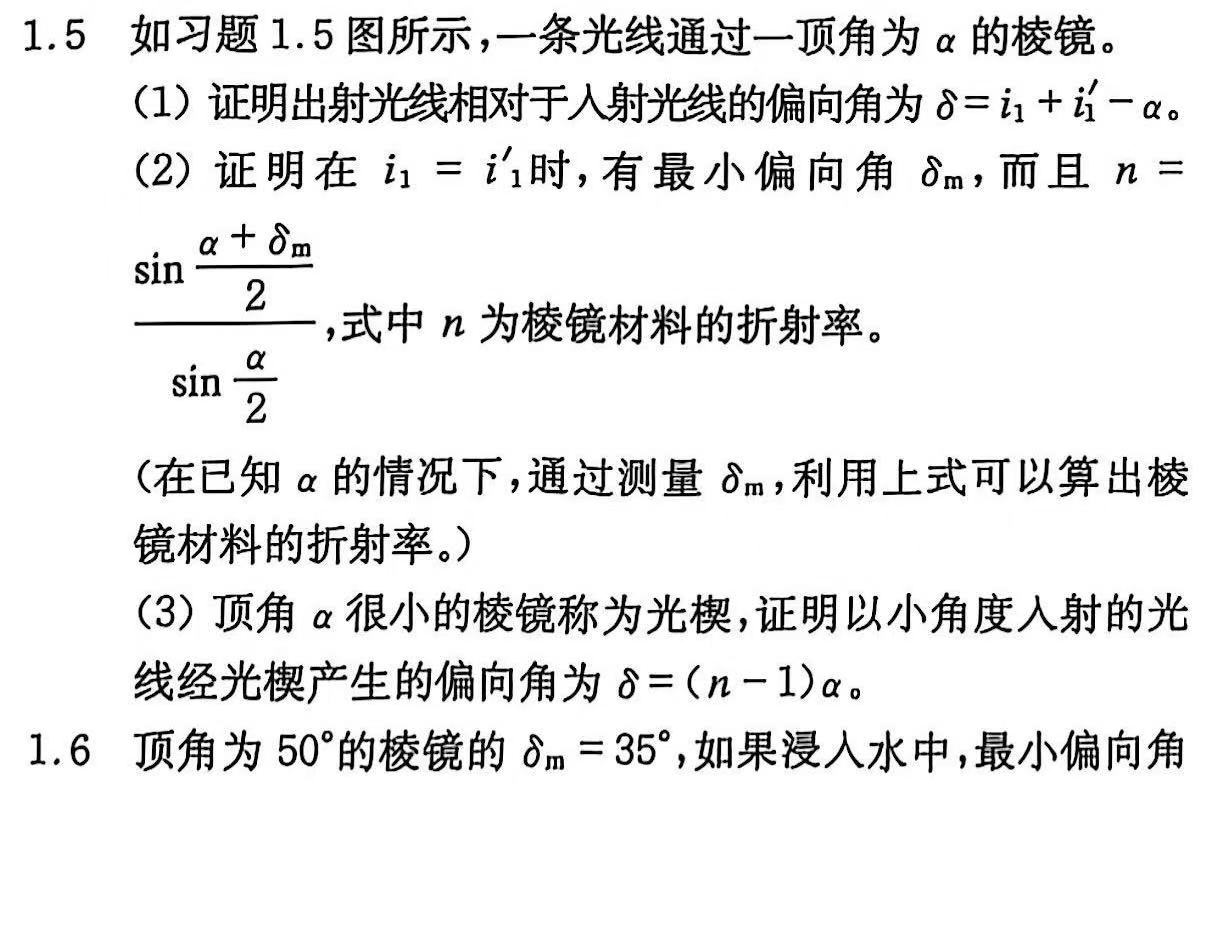 1.5 如习题 1.5 图所示,一条光线通过一顶角为 α 的棱镜。
(1) 证明出射光线相对于入射光线的偏向角为 δ = i₁ + i₁′ − α。
(2) 证明在 i₁ = i′₁时,有最小偏向角 δₘ,而且 n =
sin (α + δₘ)/2
/ sin α/2 ,式中 n 为棱镜材料的折射率。
(在已知 α 的情况下,通过测量 δₘ,利用上式可以算出棱
镜材料的折射率。)
(3) 顶角 α 很小的棱镜称为光楔,证明以小角度入射的光
线经光楔产生的偏向角为 δ = (n − 1)α。
1.6 顶角为 50°的棱镜的 δₘ = 35°,如果浸入水中,最小偏向角